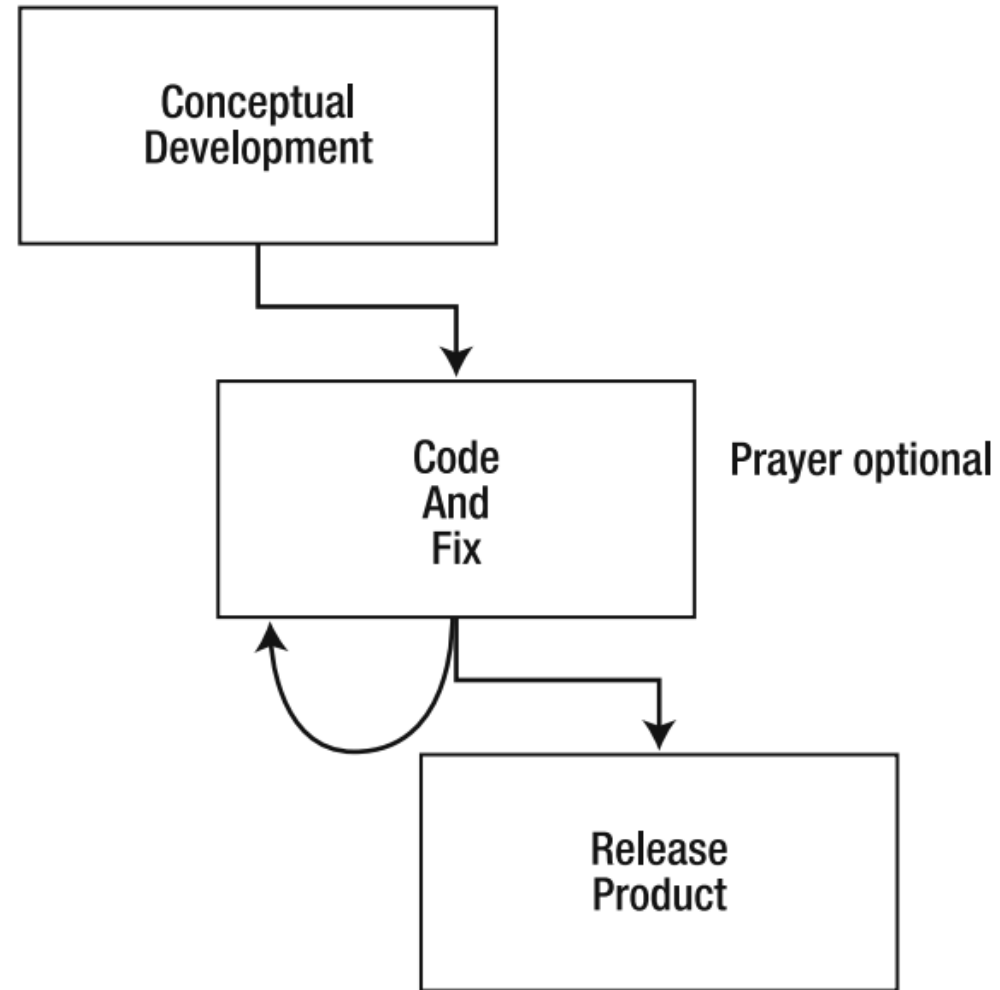 Conceptual
Development
Code
And
Fix
Prayer optional
Release
Product